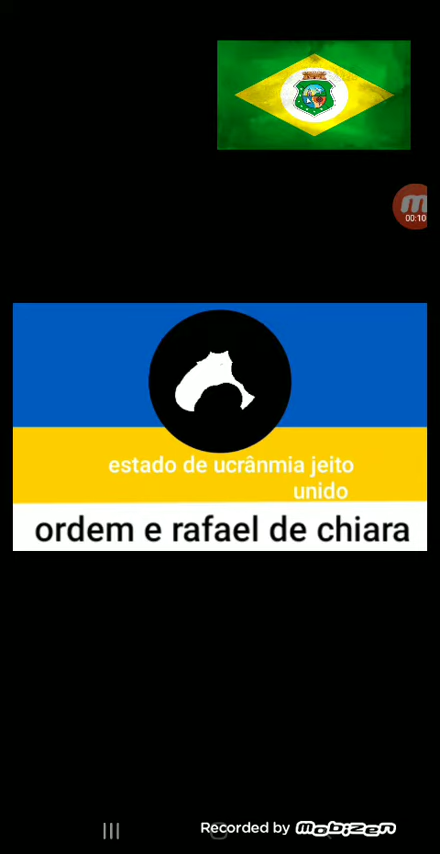 00:10
estado de ucrânmia jeito
unido
ordem e rafael de chiara
Recorded by mobizen